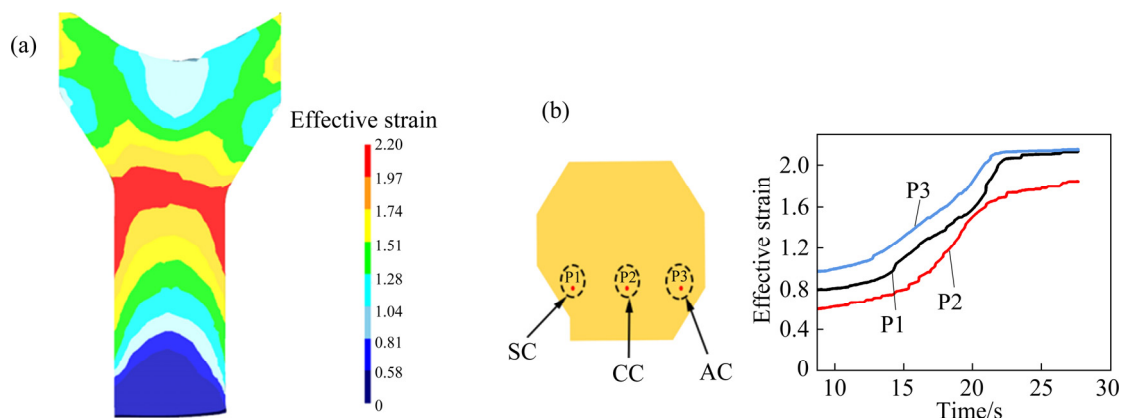 (a)
Effective strain
2.20
1.97
1.74
1.51
1.28
1.04
0.81
0.58
0
(b)
P1
P2
P3
SC
CC
AC
Effective strain
2.0
1.6
1.2
0.8
0.4
0
P3
P1
P2
10
15
20
25
30
Time/s